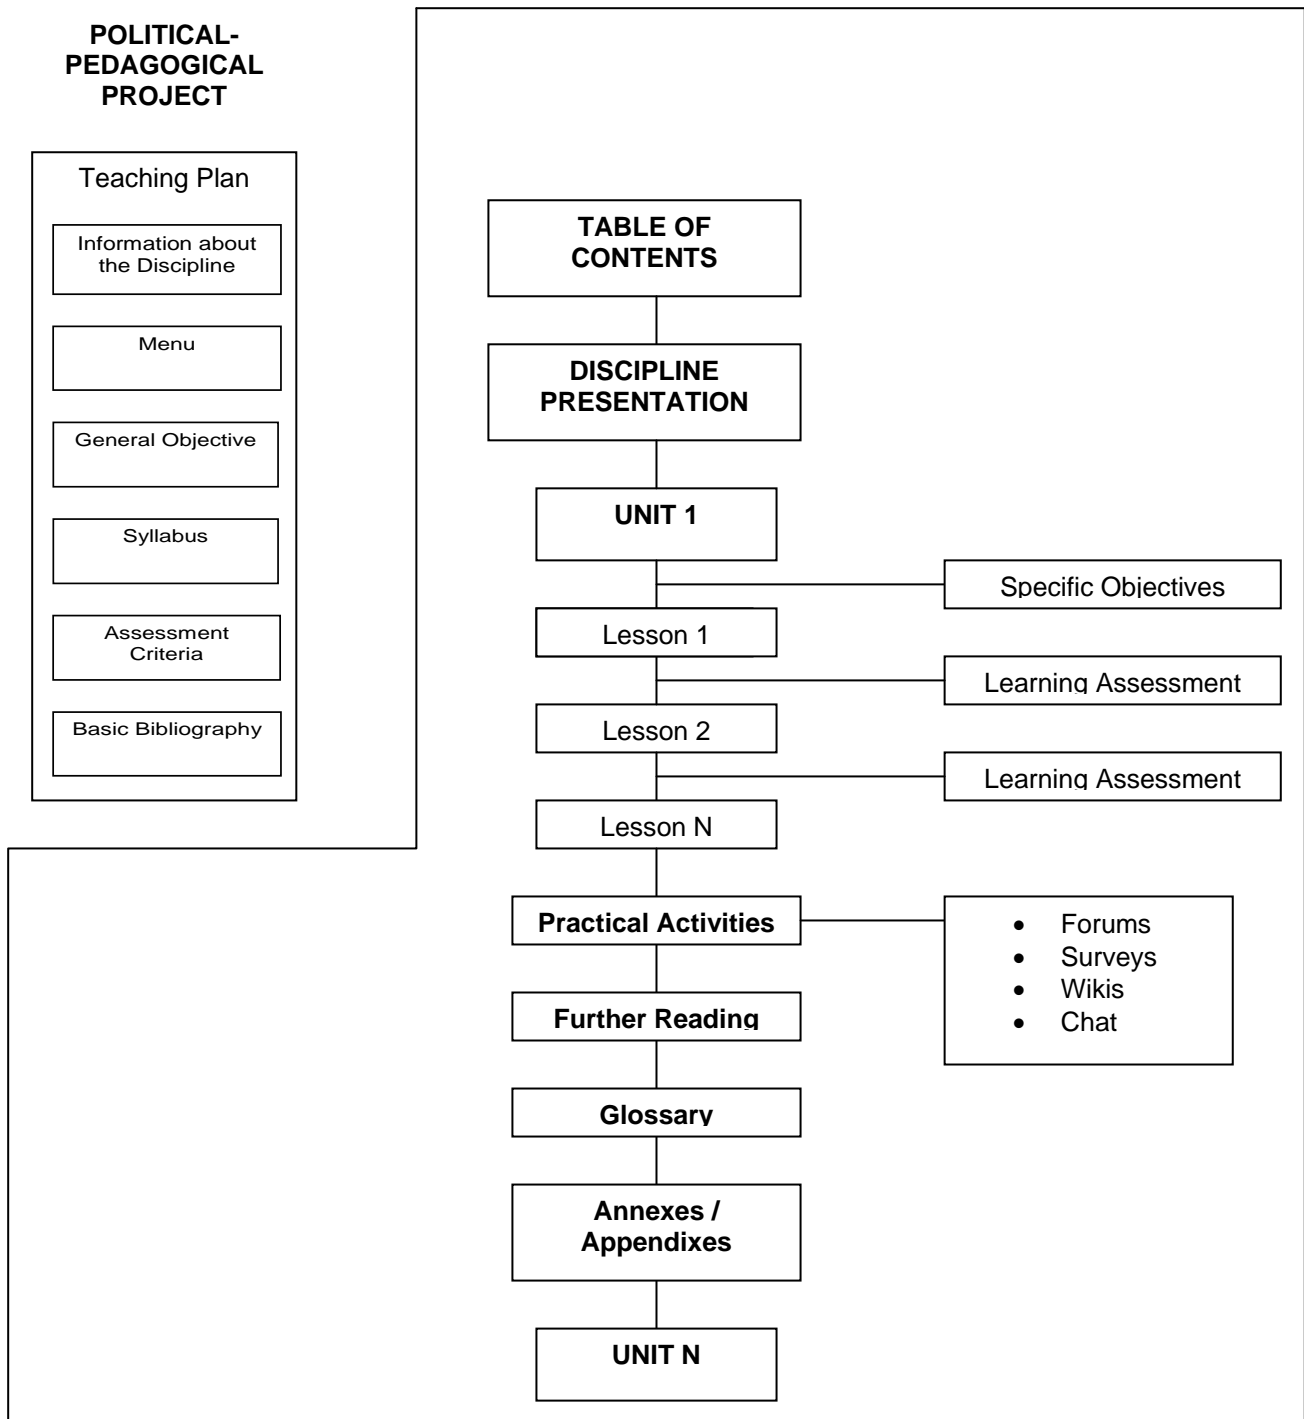 POLITICAL-
PEDAGOGICAL
PROJECT
Teaching Plan
Information about
the Discipline
Menu
General Objective
Syllabus
Assessment
Criteria
Basic Bibliography
TABLE OF
CONTENTS
DISCIPLINE
PRESENTATION
UNIT 1
Specific Objectives
Lesson 1
Learning Assessment
Lesson 2
Learning Assessment
Lesson N
Practical Activities
• Forums
• Surveys
• Wikis
• Chat
Further Reading
Glossary
Annexes /
Appendixes
UNIT N